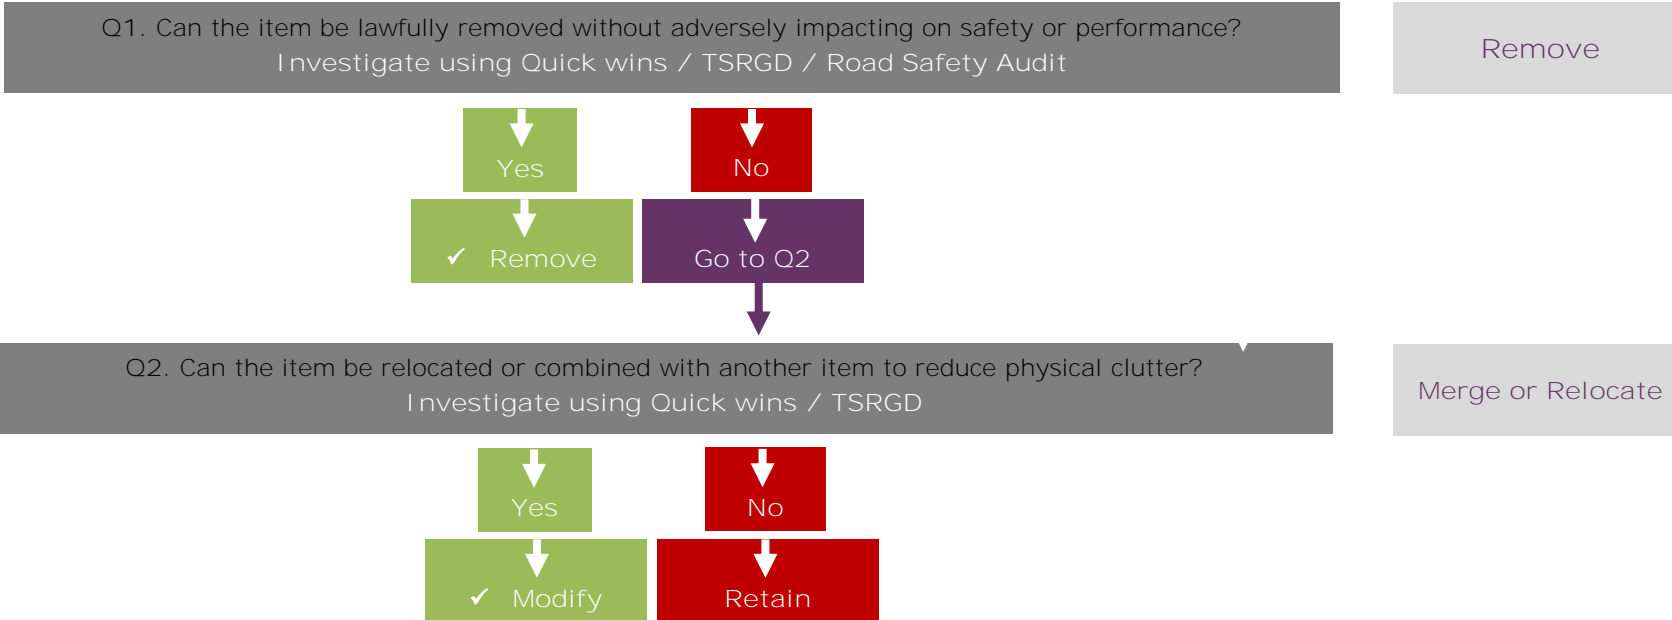 Q1. Can the item be lawfully removed without adversely impacting on safety or performance?
Investigate using Quick wins / TSRGD / Road Safety Audit
Remove
Yes
No
✓ Remove
Go to Q2
Q2. Can the item be relocated or combined with another item to reduce physical clutter?
Investigate using Quick wins / TSRGD
Merge or Relocate
Yes
No
✓ Modify
Retain